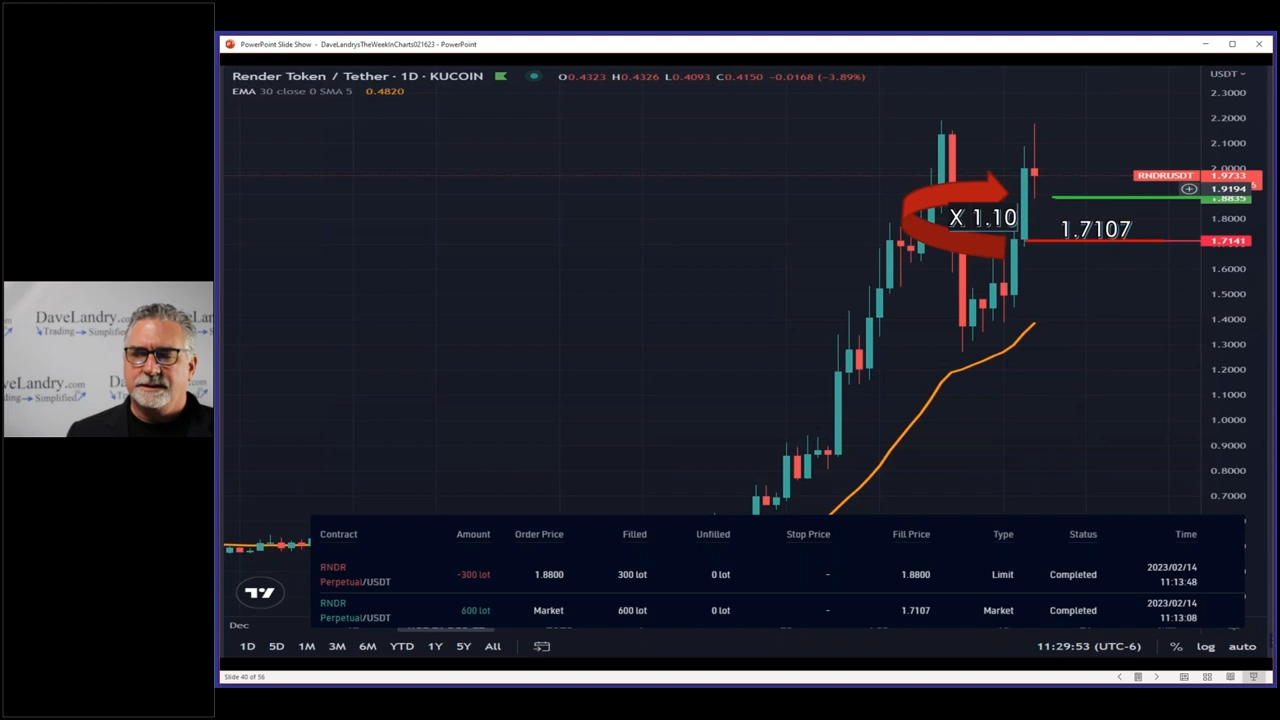 PowerPoint Slide Show - DaveLandrysTheWeekInCharts021623 - PowerPoint
Render Token / Tether · 1D · KUCOIN O0.4323 H0.4326 L0.4093 C0.4150 -0.0168 (-3.89%)
EMA 30 close 0 SMA 5 0.4820
USDT
2.3000
2.2000
2.1000
2.0000
RNDRUSDT 1.9733
1.9194
1.8835
1.8000
X 1.10
1.7107
1.7141
1.6000
1.5000
1.4000
1.3000
1.2000
1.1000
1.0000
0.9000
0.8000
0.7000
Contract Amount Order Price Filled Unfilled Stop Price Fill Price Type Status Time
RNDR Perpetual/USDT -300 lot 1.8800 300 lot 0 lot - 1.8800 Limit Completed 2023/02/14 11:13:48
RNDR Perpetual/USDT 600 lot Market 600 lot 0 lot - 1.7107 Market Completed 2023/02/14 11:13:08
Dec
1D 5D 1M 3M 6M YTD 1Y 5Y All 11:29:53 (UTC-6) % log auto
Slide 40 of 56
DaveLandry.com
Trading Simplified